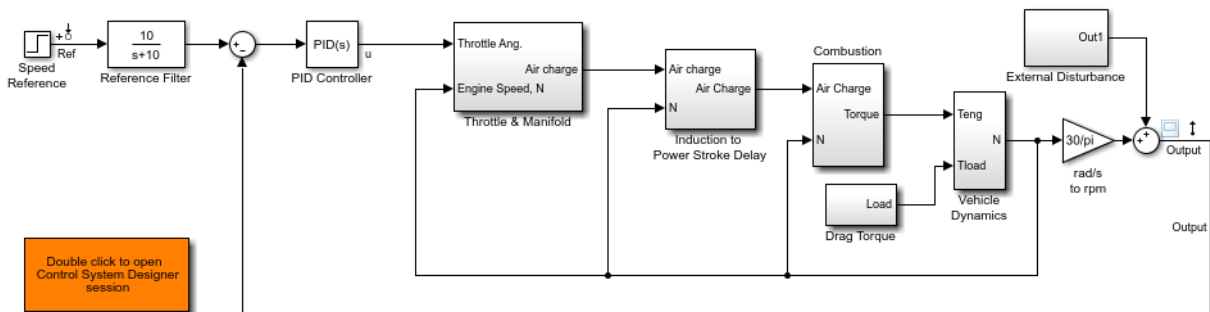 Speed
Reference
Ref
10
s+10
Reference Filter
+
-
PID(s)
u
PID Controller
Throttle Ang.
Air charge
Engine Speed, N
Throttle & Manifold
Air charge
Air Charge
N
Induction to
Power Stroke Delay
Combustion
Air Charge
Torque
N
Load
Drag Torque
Teng
N
Tload
Vehicle
Dynamics
30/pi
rad/s
to rpm
Out1
External Disturbance
+
+
Output
Output
Double click to open
Control System Designer
session